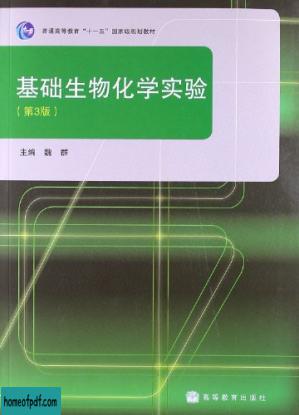 普通高等教育“十一五”国家级规划教材
基础生物化学实验
（第3版）
主编 魏 群
高等教育出版社
homeofpdf.com